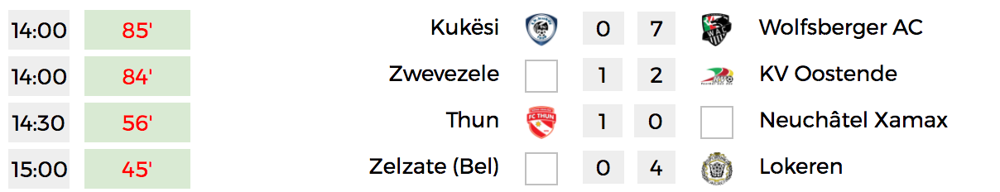 14:00 85' Kukësi 0 7 Wolfsberger AC
14:00 84' Zwevezele 1 2 KV Oostende
14:30 56' Thun FC THUN 1 0 Neuchâtel Xamax
15:00 45' Zelzate (Bel) 0 4 Lokeren